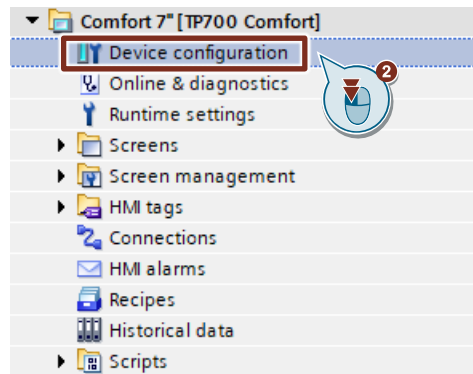 Comfort 7" [TP700 Comfort]
Device configuration
2
Online & diagnostics
Runtime settings
Screens
Screen management
HMI tags
Connections
HMI alarms
Recipes
Historical data
Scripts